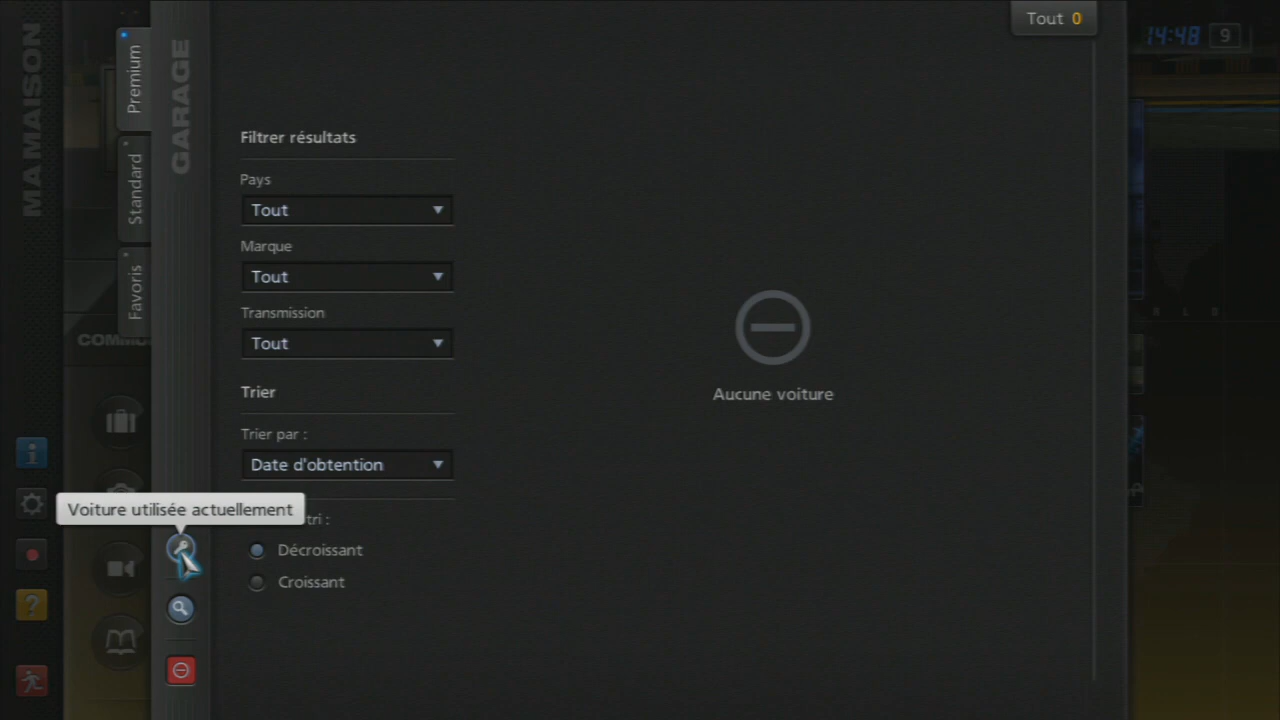 MA MAISON
Premium
Standard
Favoris
GARAGE
Tout 0
14:48 9
Filtrer résultats
Pays
Tout
Marque
Tout
Transmission
Tout
Trier
Trier par :
Date d'obtention
tri :
Décroissant
Croissant
Aucune voiture
Voiture utilisée actuellement